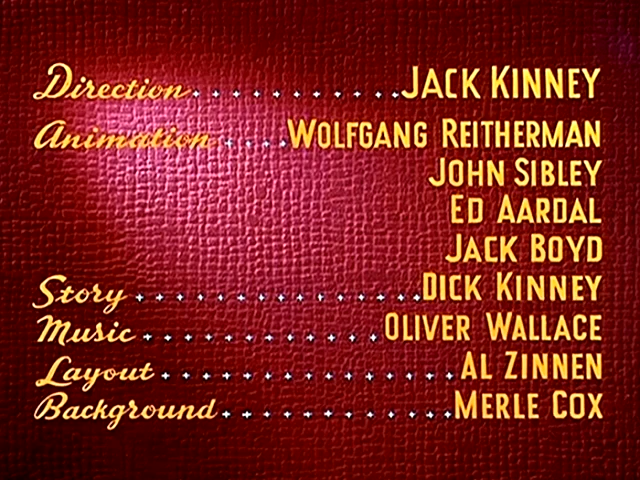 Direction..........JACK KINNEY
Animation....WOLFGANG REITHERMAN
JOHN SIBLEY
ED AARDAL
JACK BOYD
Story................DICK KINNEY
Music.............OLIVER WALLACE
Layout.................AL ZINNEN
Background.............MERLE COX